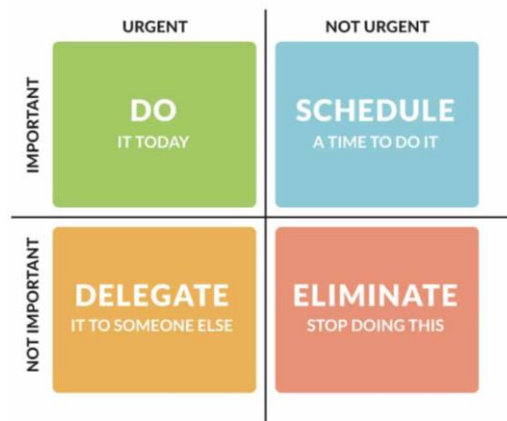 URGENT
NOT URGENT
IMPORTANT
DO
IT TODAY
SCHEDULE
A TIME TO DO IT
NOT IMPORTANT
DELEGATE
IT TO SOMEONE ELSE
ELIMINATE
STOP DOING THIS